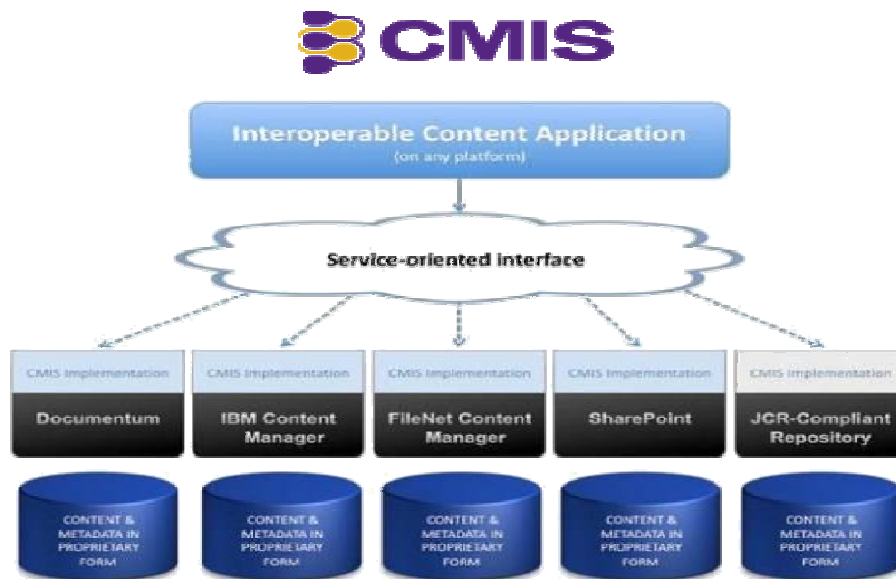 CMIS
Interoperable Content Application
(on any platform)
Service-oriented interface
CMIS Implementation
CMIS Implementation
CMIS Implementation
CMIS Implementation
CMIS Implementation
Documentum
IBM Content
Manager
FileNet Content
Manager
SharePoint
JCR-Compliant
Repository
CONTENT &
METADATA IN
PROPRIETARY
FORM
CONTENT &
METADATA IN
PROPRIETARY
FORM
CONTENT &
METADATA IN
PROPRIETARY
FORM
CONTENT &
METADATA IN
PROPRIETARY
FORM
CONTENT &
METADATA IN
PROPRIETARY
FORM